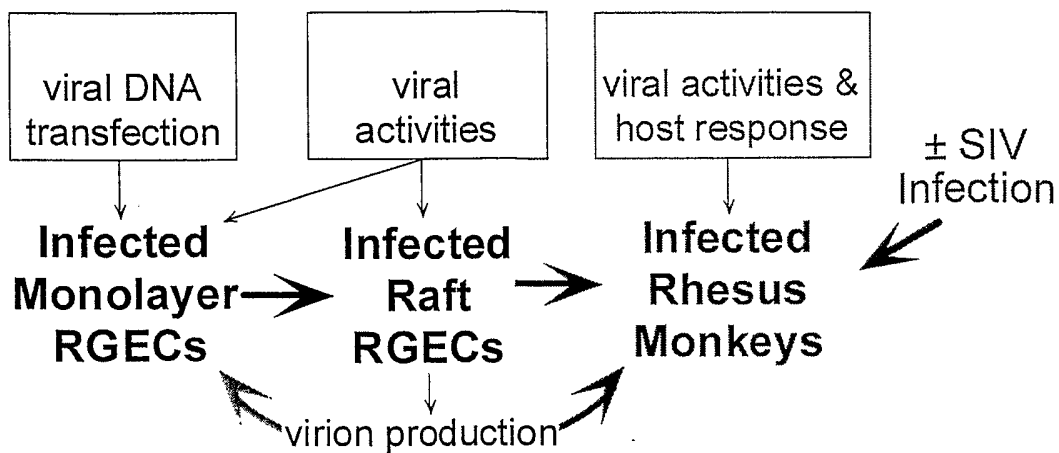 viral DNA
transfection
viral
activities
viral activities &
host response
± SIV
Infection
Infected
Monolayer
RGECs
Infected
Raft
RGECs
Infected
Rhesus
Monkeys
virion production